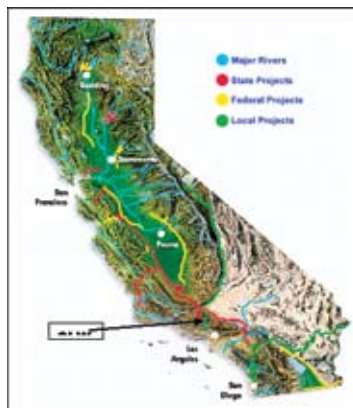 Major Rivers
State Projects
Federal Projects
Local Projects
Redding
Sacramento
San
Francisco
Fresno
Los
Angeles
San
Diego